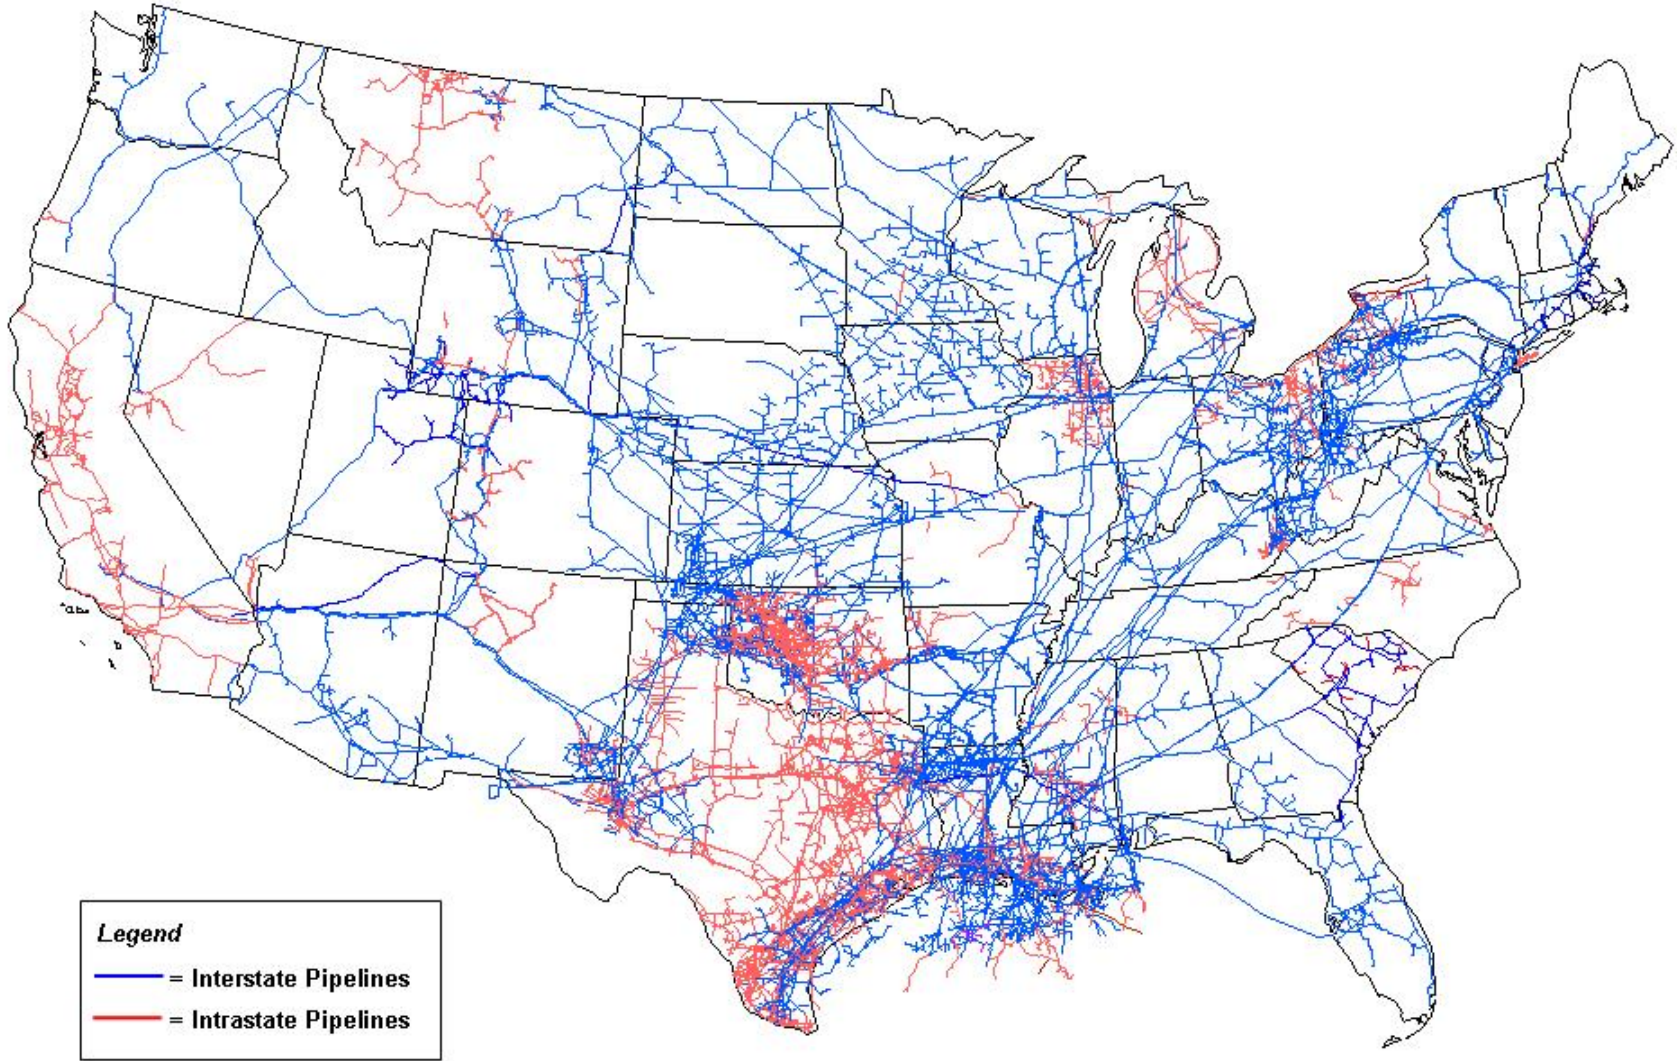 Legend
= Interstate Pipelines
= Intrastate Pipelines